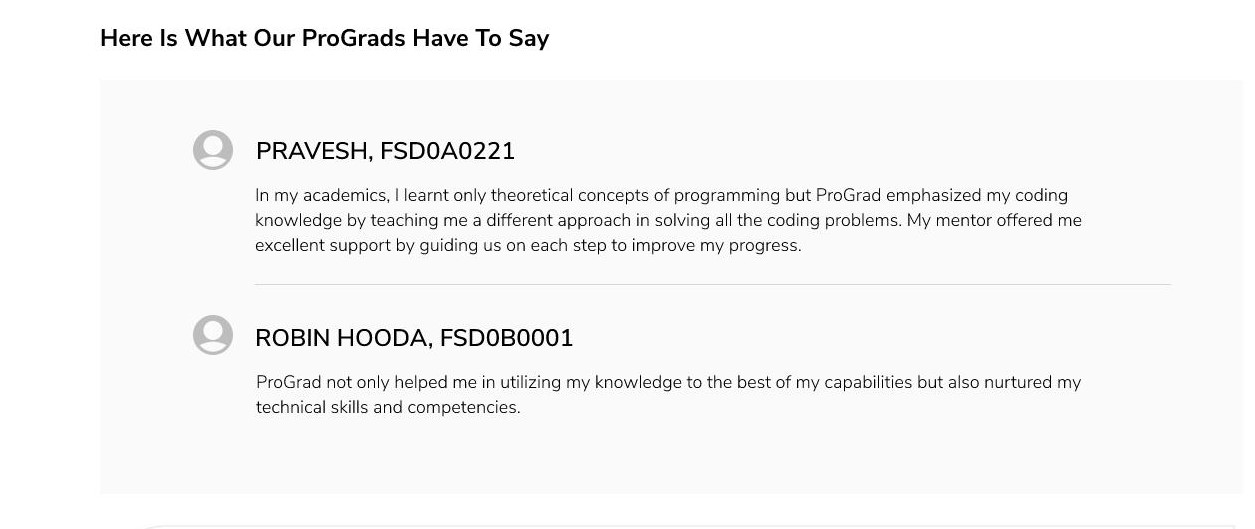 Here Is What Our ProGrads Have To Say
PRAVESH, FSD0A0221
In my academics, I learnt only theoretical concepts of programming but ProGrad emphasized my coding
knowledge by teaching me a different approach in solving all the coding problems. My mentor offered me
excellent support by guiding us on each step to improve my progress.
ROBIN HOODA, FSD0B0001
ProGrad not only helped me in utilizing my knowledge to the best of my capabilities but also nurtured my
technical skills and competencies.